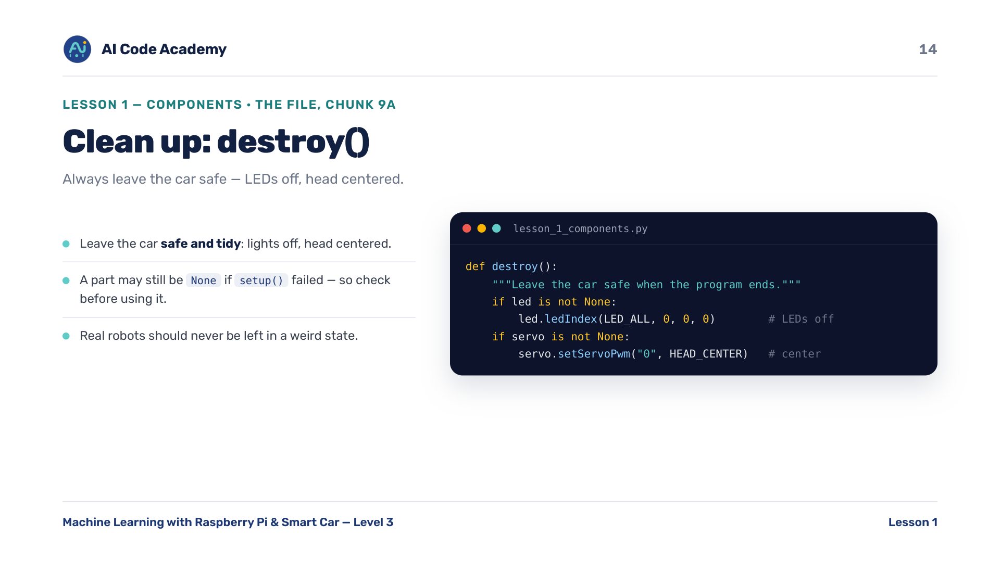 AI Code Academy
14
LESSON 1 — COMPONENTS • THE FILE, CHUNK 9A
Clean up: destroy()
Always leave the car safe — LEDs off, head centered.
Leave the car safe and tidy: lights off, head centered.
A part may still be None if setup() failed — so check
before using it.
Real robots should never be left in a weird state.
lesson_1_components.py
def destroy():
    """Leave the car safe when the program ends."""
    if led is not None:
        led.ledIndex(LED_ALL, 0, 0, 0)        # LEDs off
    if servo is not None:
        servo.setServoPwm("0", HEAD_CENTER)   # center
Machine Learning with Raspberry Pi & Smart Car — Level 3
Lesson 1